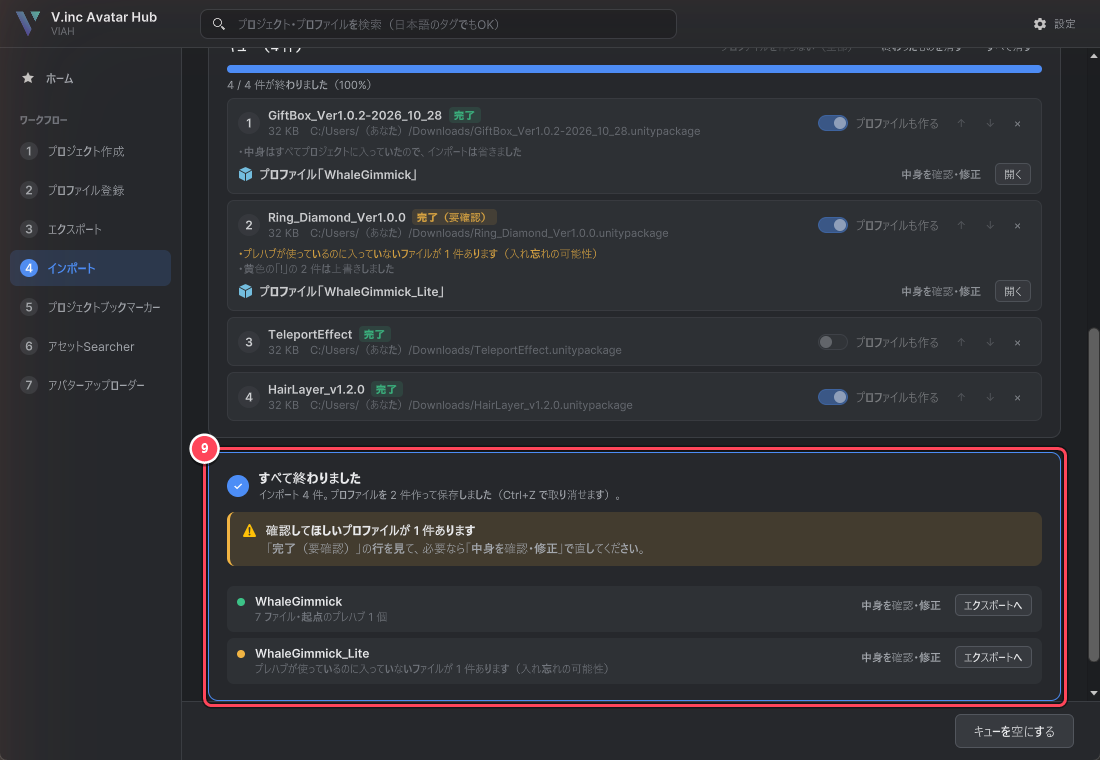 V.inc Avatar Hub
VIAH
プロジェクト・プロファイルを検索（日本語のタグでもOK）
設定
ホーム
ワークフロー
1 プロジェクト作成
2 プロファイル登録
3 エクスポート
4 インポート
5 プロジェクトブックマーカー
6 アセットSearcher
7 アバターアップローダー
4 / 4 件が終わりました（100%）
1 GiftBox_Ver1.0.2-2026_10_28 完了
32 KB C:/Users/（あなた）/Downloads/GiftBox_Ver1.0.2-2026_10_28.unitypackage
プロファイルも作る ↑ ↓ ×
・中身はすべてプロジェクトに入っていたので、インポートは省きました
プロファイル「WhaleGimmick」
中身を確認・修正 開く
2 Ring_Diamond_Ver1.0.0 完了（要確認）
32 KB C:/Users/（あなた）/Downloads/Ring_Diamond_Ver1.0.0.unitypackage
プロファイルも作る ↑ ↓ ×
・プレハブが使っているのに入っていないファイルが 1 件あります（入れ忘れの可能性）
・黄色の「!」の 2 件は上書きしました
プロファイル「WhaleGimmick_Lite」
中身を確認・修正 開く
3 TeleportEffect 完了
32 KB C:/Users/（あなた）/Downloads/TeleportEffect.unitypackage
プロファイルも作る ↑ ↓ ×
4 HairLayer_v1.2.0 完了
32 KB C:/Users/（あなた）/Downloads/HairLayer_v1.2.0.unitypackage
プロファイルも作る ↑ ↓ ×
9
すべて終わりました
インポート 4 件。プロファイルを 2 件作って保存しました（Ctrl+Z で取り消せます）。
確認してほしいプロファイルが 1 件あります
「完了（要確認）」の行を見て、必要なら「中身を確認・修正」で直してください。
WhaleGimmick
7 ファイル・起点のプレハブ 1 個
中身を確認・修正 エクスポートへ
WhaleGimmick_Lite
プレハブが使っているのに入っていないファイルが 1 件あります（入れ忘れの可能性）
中身を確認・修正 エクスポートへ
キューを空にする